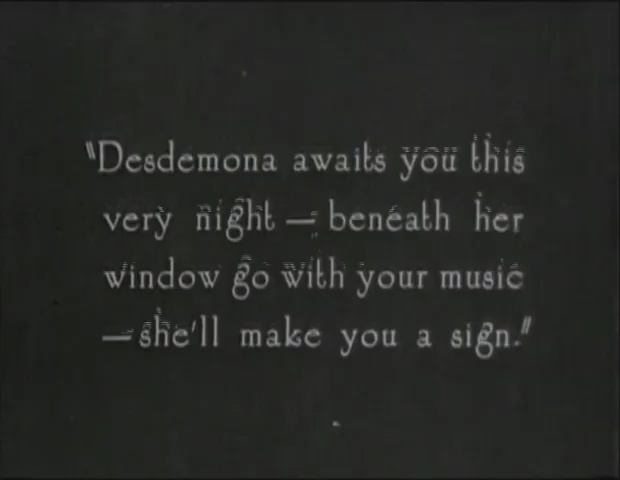 "Desdemona awaits you this
very night — beneath her
window go with your music
— she'll make you a sign."